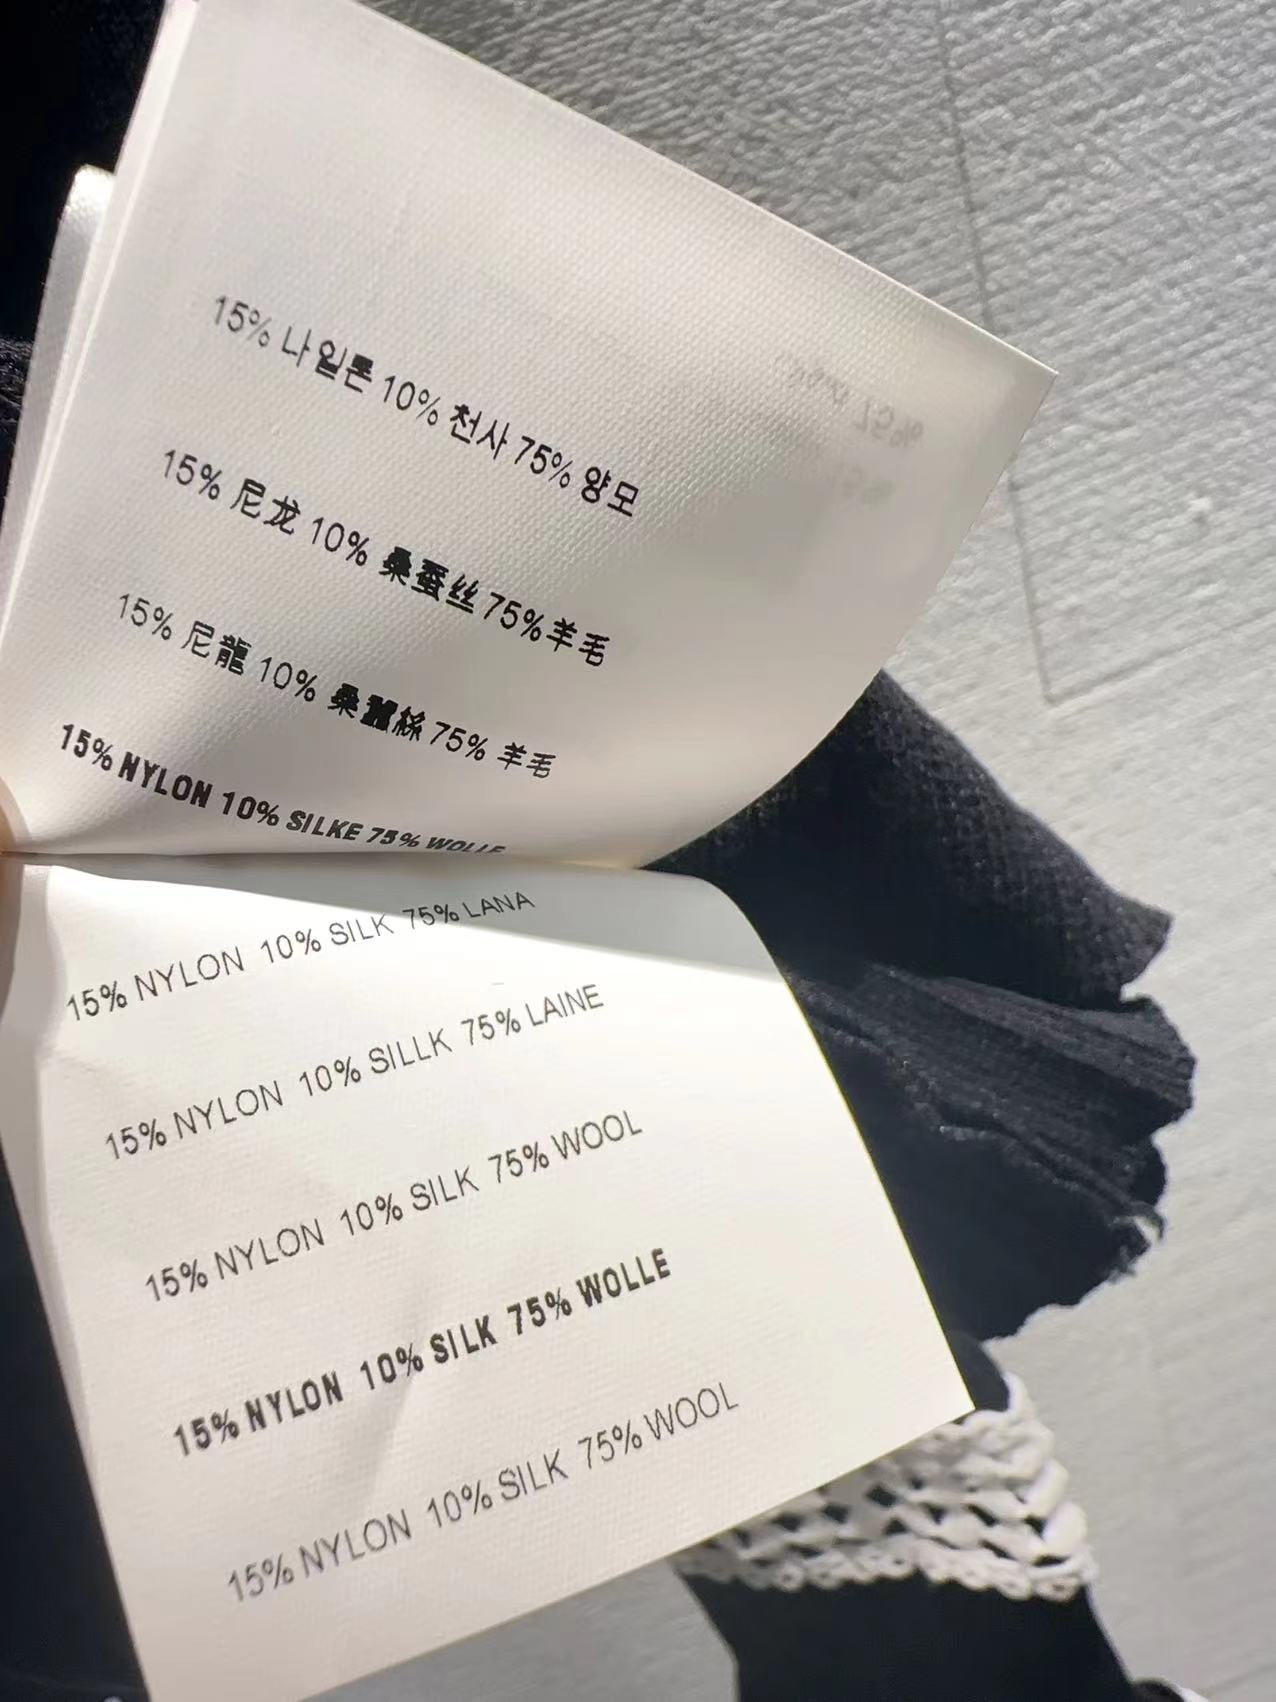 15% 나일론 10% 천사 75% 양모
15% 尼龙 10% 桑蚕丝 75%羊毛
15% 尼龍 10% 桑蠶絲 75% 羊毛
15% NYLON 10% SILKE 75% WOLLE
15% NYLON 10% SILK 75% LANA
15% NYLON 10% SILLK 75% LAINE
15% NYLON 10% SILK 75% WOOL
15% NYLON 10% SILK 75% WOLLE
15% NYLON 10% SILK 75% WOOL